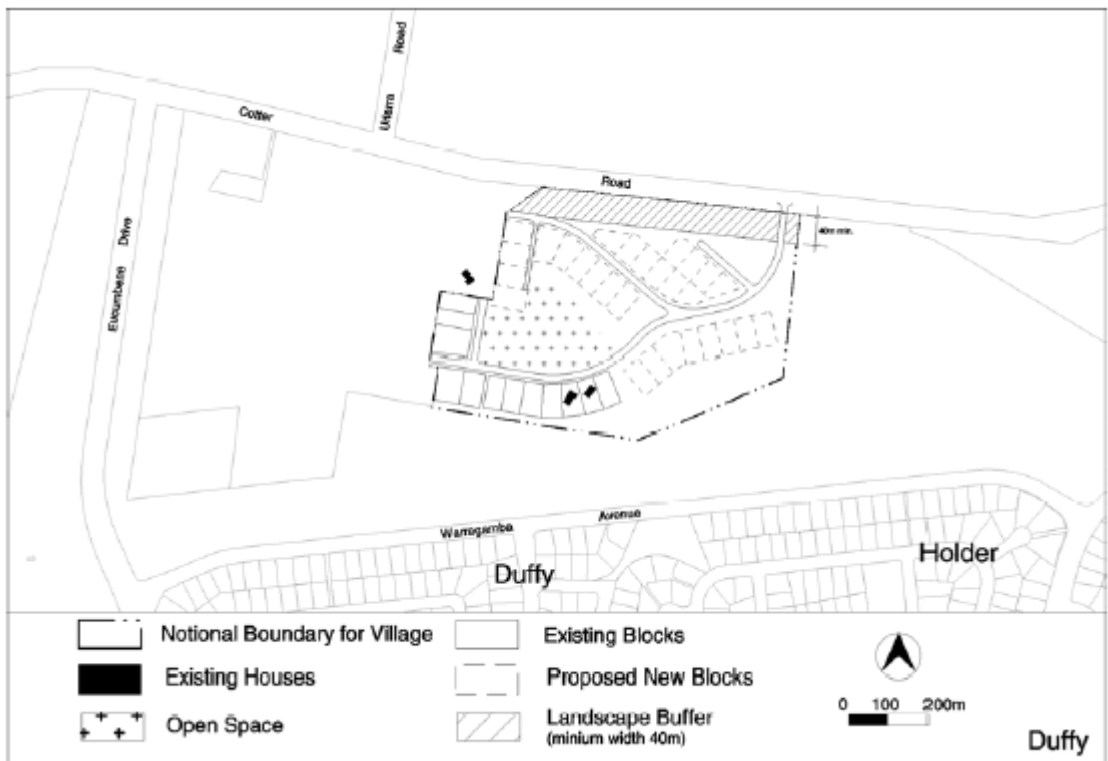 Uriarra Road
Cotter
Road
40m min.
Eucumbene Drive
Warragamba Avenue
Duffy
Holder
Notional Boundary for Village
Existing Blocks
Existing Houses
Proposed New Blocks
Open Space
Landscape Buffer
(minium width 40m)
0 100 200m
Duffy